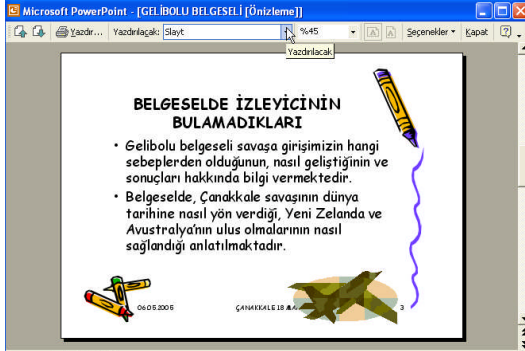 Microsoft PowerPoint - [GELİBOLU BELGESELİ [Önizleme]]
Yazdır... Yazdırılaçak: Slayt %45 A A Seçenekler Kapat ?
Yazdırılacak
BELGESELDE İZLEYİCİNİN
BULAMADIKLARI
• Gelibolu belgeseli savaşa girişimizin hangi
sebeplerden olduğunun, nasıl geliştiğinin ve
sonuçları hakkında bilgi vermektedir.
• Belgeselde, Çanakkale savaşının dünya
tarihine nasıl yön verdiği, Yeni Zelanda ve
Avustralya’nın ulus olmalarının nasıl
sağlandığı anlatılmaktadır.
06.05.2005 ÇANAKKALE 18 3